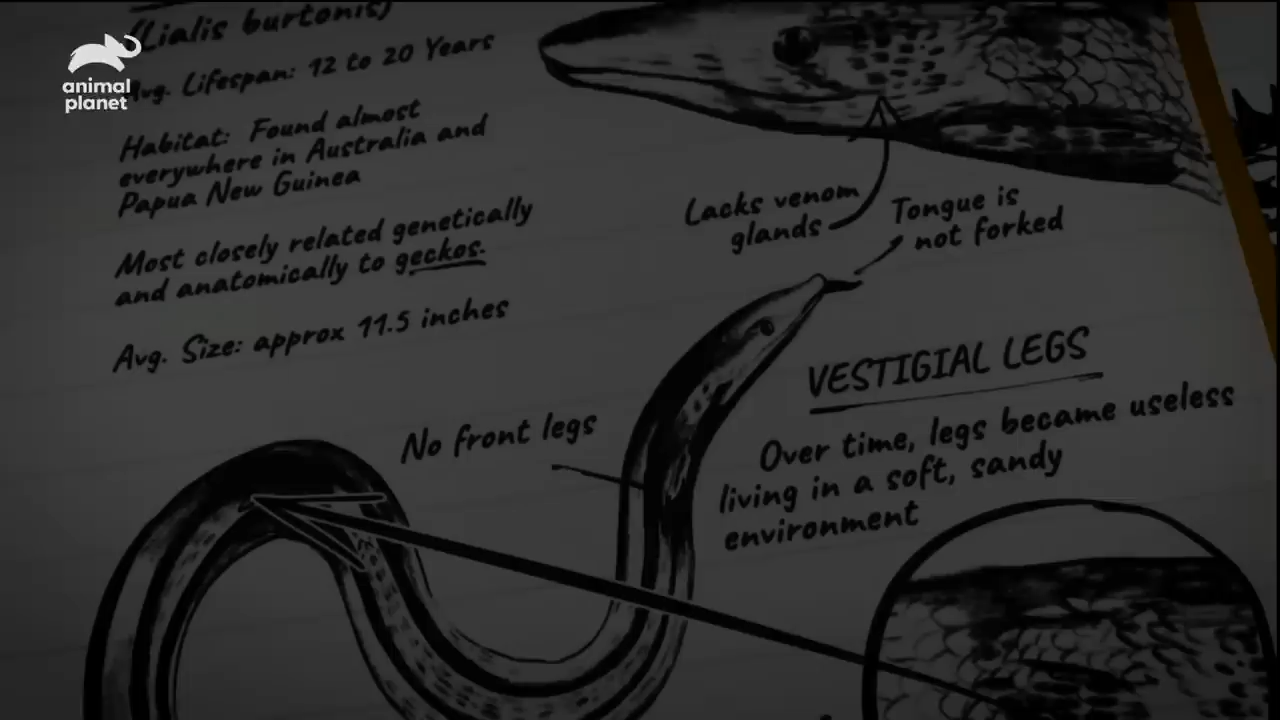 (Lialis burtonis)
Avg. Lifespan: 12 to 20 Years
Habitat: Found almost
everywhere in Australia and
Papua New Guinea
Most closely related genetically
and anatomically to geckos.
Avg. Size: approx 11.5 inches
animal
planet
Lacks venom
glands
Tongue is
not forked
No front legs
VESTIGIAL LEGS
Over time, legs became useless
living in a soft, sandy
environment